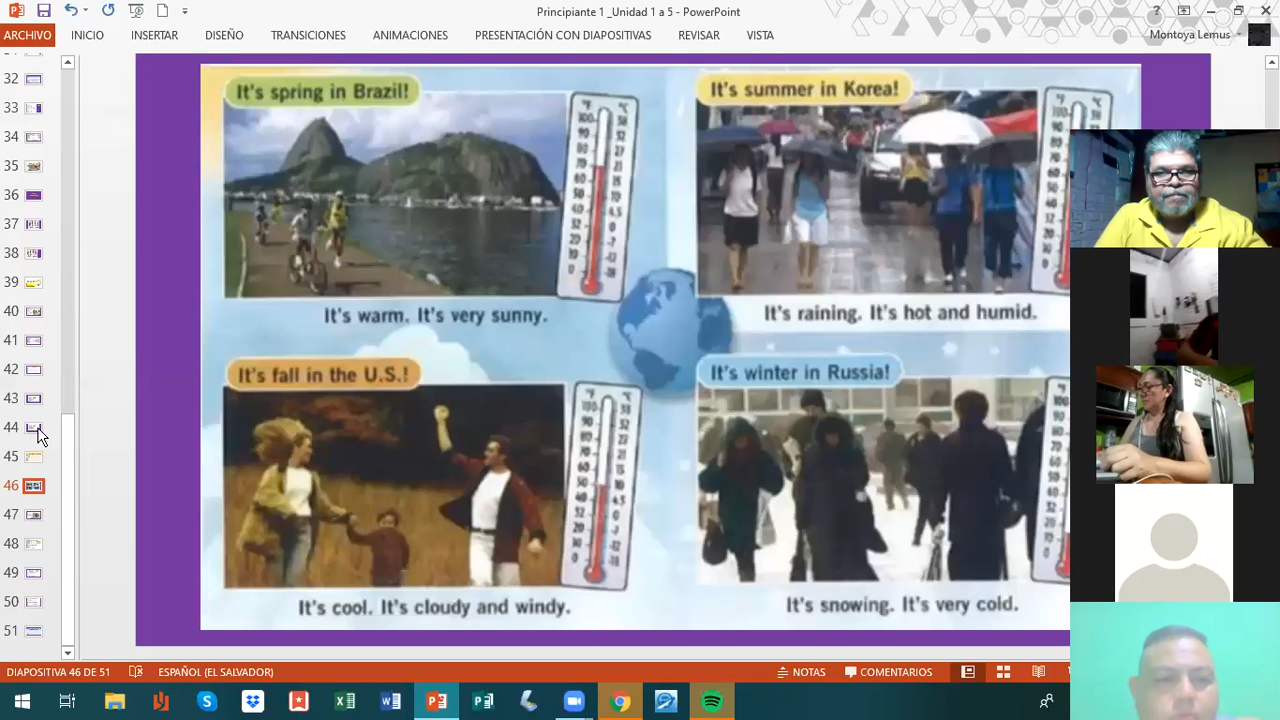 Principiante 1 _Unidad 1 a 5 - PowerPoint
ARCHIVO INICIO INSERTAR DISEÑO TRANSICIONES ANIMACIONES PRESENTACIÓN CON DIAPOSITIVAS REVISAR VISTA
Montoya Lemus
32
33
34
35
36
37
38
39
40
41
42
43
44
45
46
47
48
49
50
51
It's spring in Brazil!
It's warm. It's very sunny.
It's summer in Korea!
It's raining. It's hot and humid.
It's fall in the U.S.!
It's cool. It's cloudy and windy.
It's winter in Russia!
It's snowing. It's very cold.
DIAPOSITIVA 46 DE 51 ESPAÑOL (EL SALVADOR) NOTAS COMENTARIOS